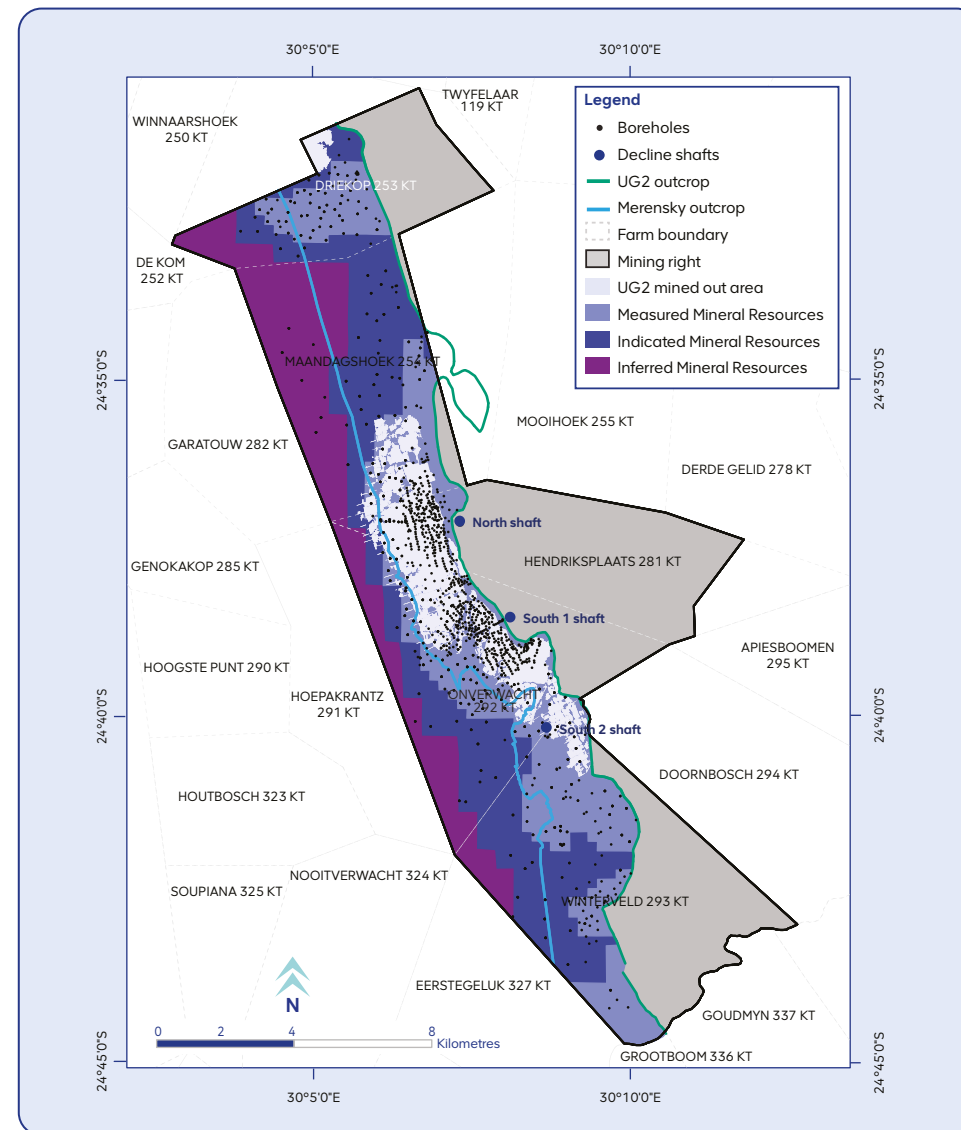 30°5'0"E
30°10'0"E
TWYFELAAR
119 KT
WINNAARSHOEK
250 KT
Legend
Boreholes
Decline shafts
UG2 outcrop
Merensky outcrop
Farm boundary
Mining right
UG2 mined out area
Measured Mineral Resources
Indicated Mineral Resources
Inferred Mineral Resources
DRIEKOP 253 KT
DE KOM
252 KT
24°35'0"S
MAANDAGSHOEK 254 KT
24°35'0"S
MOOIHOEK 255 KT
GARATOUW 282 KT
DERDE GELID 278 KT
North shaft
HENDRIKSPLAATS 281 KT
GENOKAKOP 285 KT
South 1 shaft
APIESBOOMEN
295 KT
HOOGSTE PUNT 290 KT
HOEPAKRANTZ
291 KT
ONVERWACHT
292 KT
24°40'0"S
24°40'0"S
South 2 shaft
DOORNBOSCH 294 KT
HOUTBOSCH 323 KT
NOOITVERWACHT 324 KT
SOUPIANA 325 KT
WINTERVELD 293 KT
EERSTEGELUK 327 KT
N
GOUDMYN 337 KT
0 2 4 8
Kilometres
GROOTBOOM 336 KT
24°45'0"S
24°45'0"S
30°5'0"E
30°10'0"E